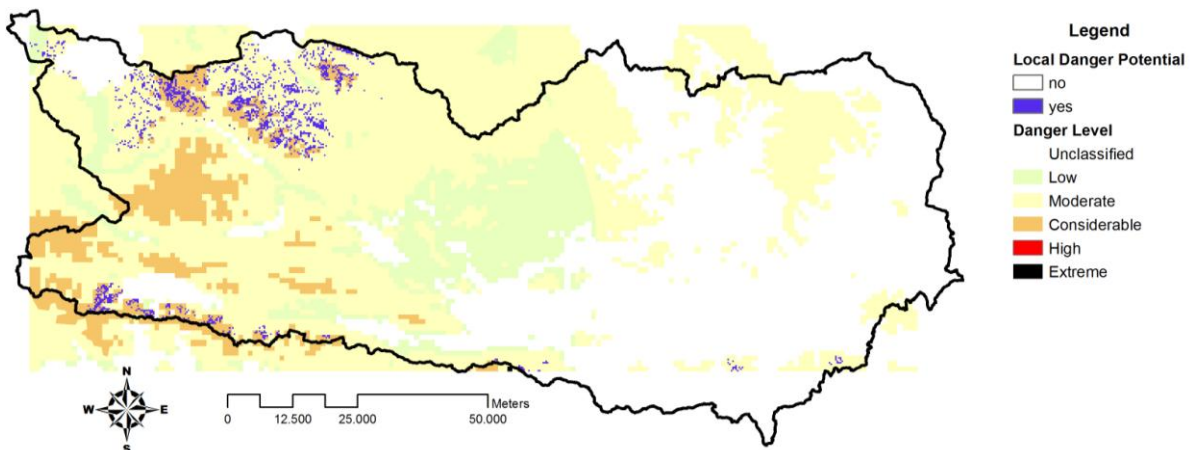 Legend
Local Danger Potential
no
yes
Danger Level
Unclassified
Low
Moderate
Considerable
High
Extreme
N
W E
S
Meters
0 12.500 25.000 50.000